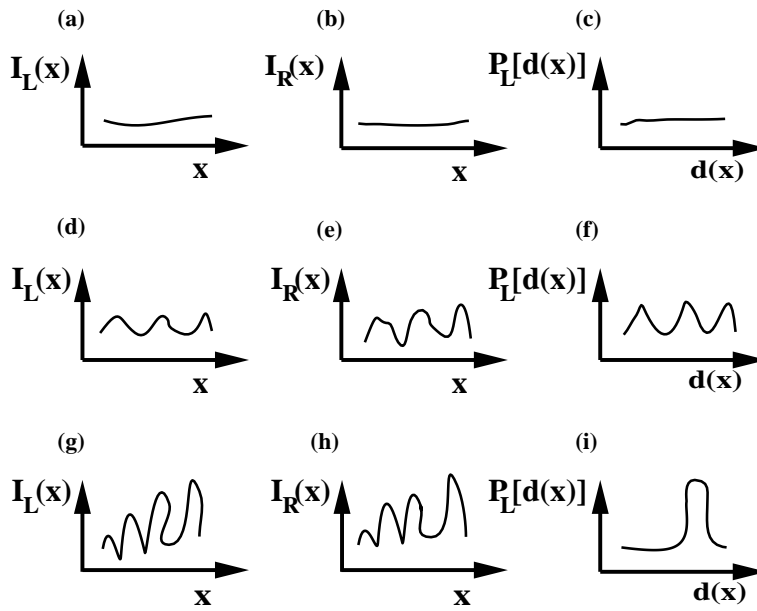 (a) (b) (c)
I_L(x) I_R(x) P_L[d(x)]
x x d(x)
(d) (e) (f)
I_L(x) I_R(x) P_L[d(x)]
x x d(x)
(g) (h) (i)
I_L(x) I_R(x) P_L[d(x)]
x x d(x)